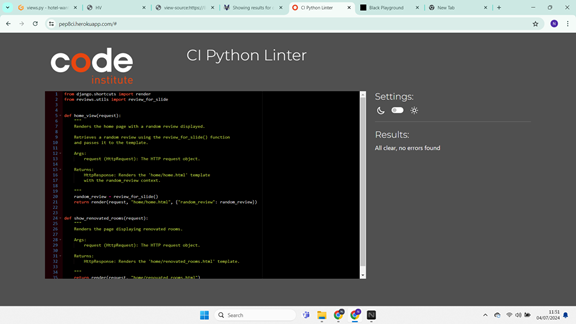 views.py - hotel-wo
HV
view-source:https://
Showing results for
CI Python Linter
Black Playground
New Tab
pep8ci.herokuapp.com/#
code
institute
CI Python Linter
Settings:
Results:
All clear, no errors found
1 from django.shortcuts import render
2 from reviews.utils import review_for_slide
3
4
5 def home_view(request):
6 """
7 Renders the home page with a random review displayed.
8
9 Retrieves a random review using the review_for_slide() function
10 and passes it to the template.
11
12 Args:
13 request (HttpRequest): The HTTP request object.
14
15 Returns:
16 HttpResponse: Renders the 'home/home.html' template
17 with the random_review context.
18
19 """
20 random_review = review_for_slide()
21 return render(request, "home/home.html", {"random_review": random_review})
22
23
24 def show_renovated_rooms(request):
25 """
26 Renders the page displaying renovated rooms.
27
28 Args:
29 request (HttpRequest): The HTTP request object.
30
31 Returns:
32 HttpResponse: Renders the 'home/renovated_rooms.html' template.
33
34 """
35 return render(request, "home/renovated_rooms.html")
Search
11:51
04/07/2024